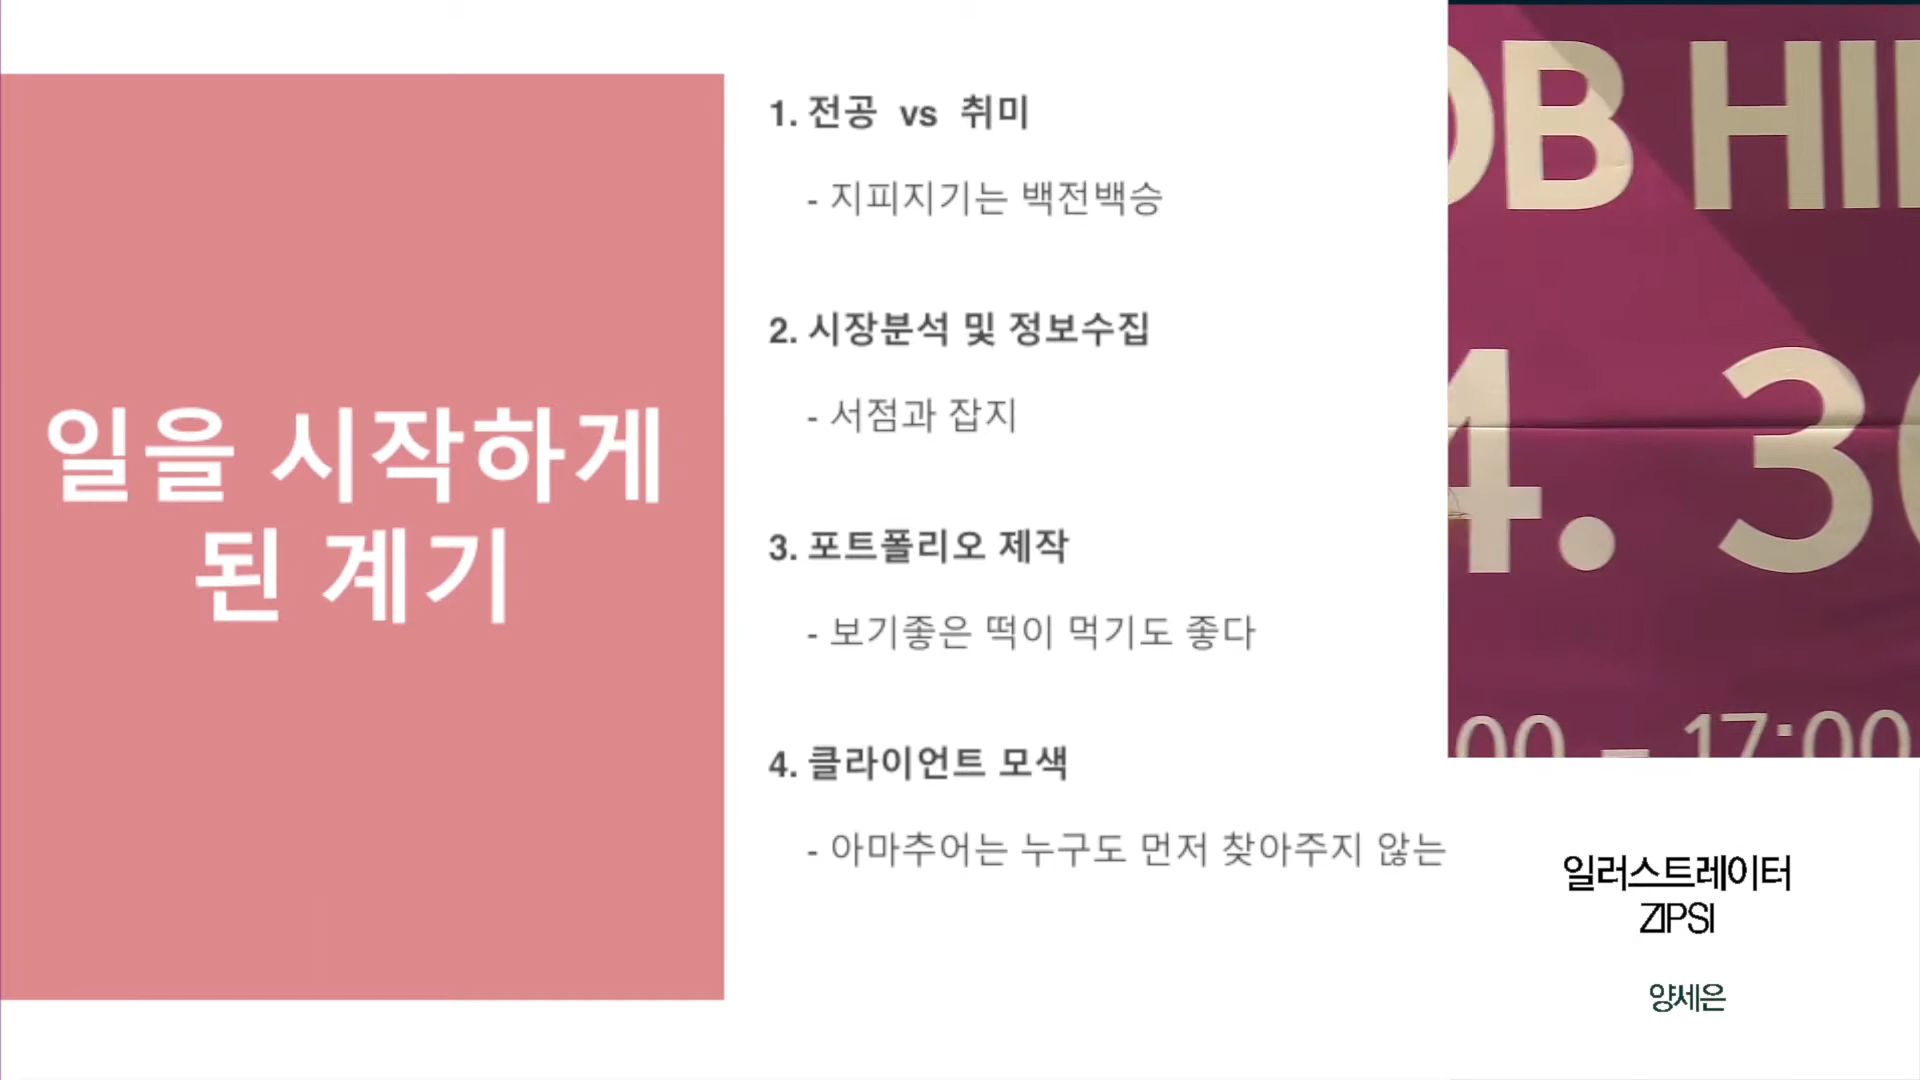 일을 시작하게
된 계기
1. 전공 vs 취미
- 지피지기는 백전백승
2. 시장분석 및 정보수집
- 서점과 잡지
3. 포트폴리오 제작
- 보기좋은 떡이 먹기도 좋다
4. 클라이언트 모색
- 아마추어는 누구도 먼저 찾아주지 않는
OB HI
4. 30
00 – 17:00
일러스트레이터
ZIPSI
양세은